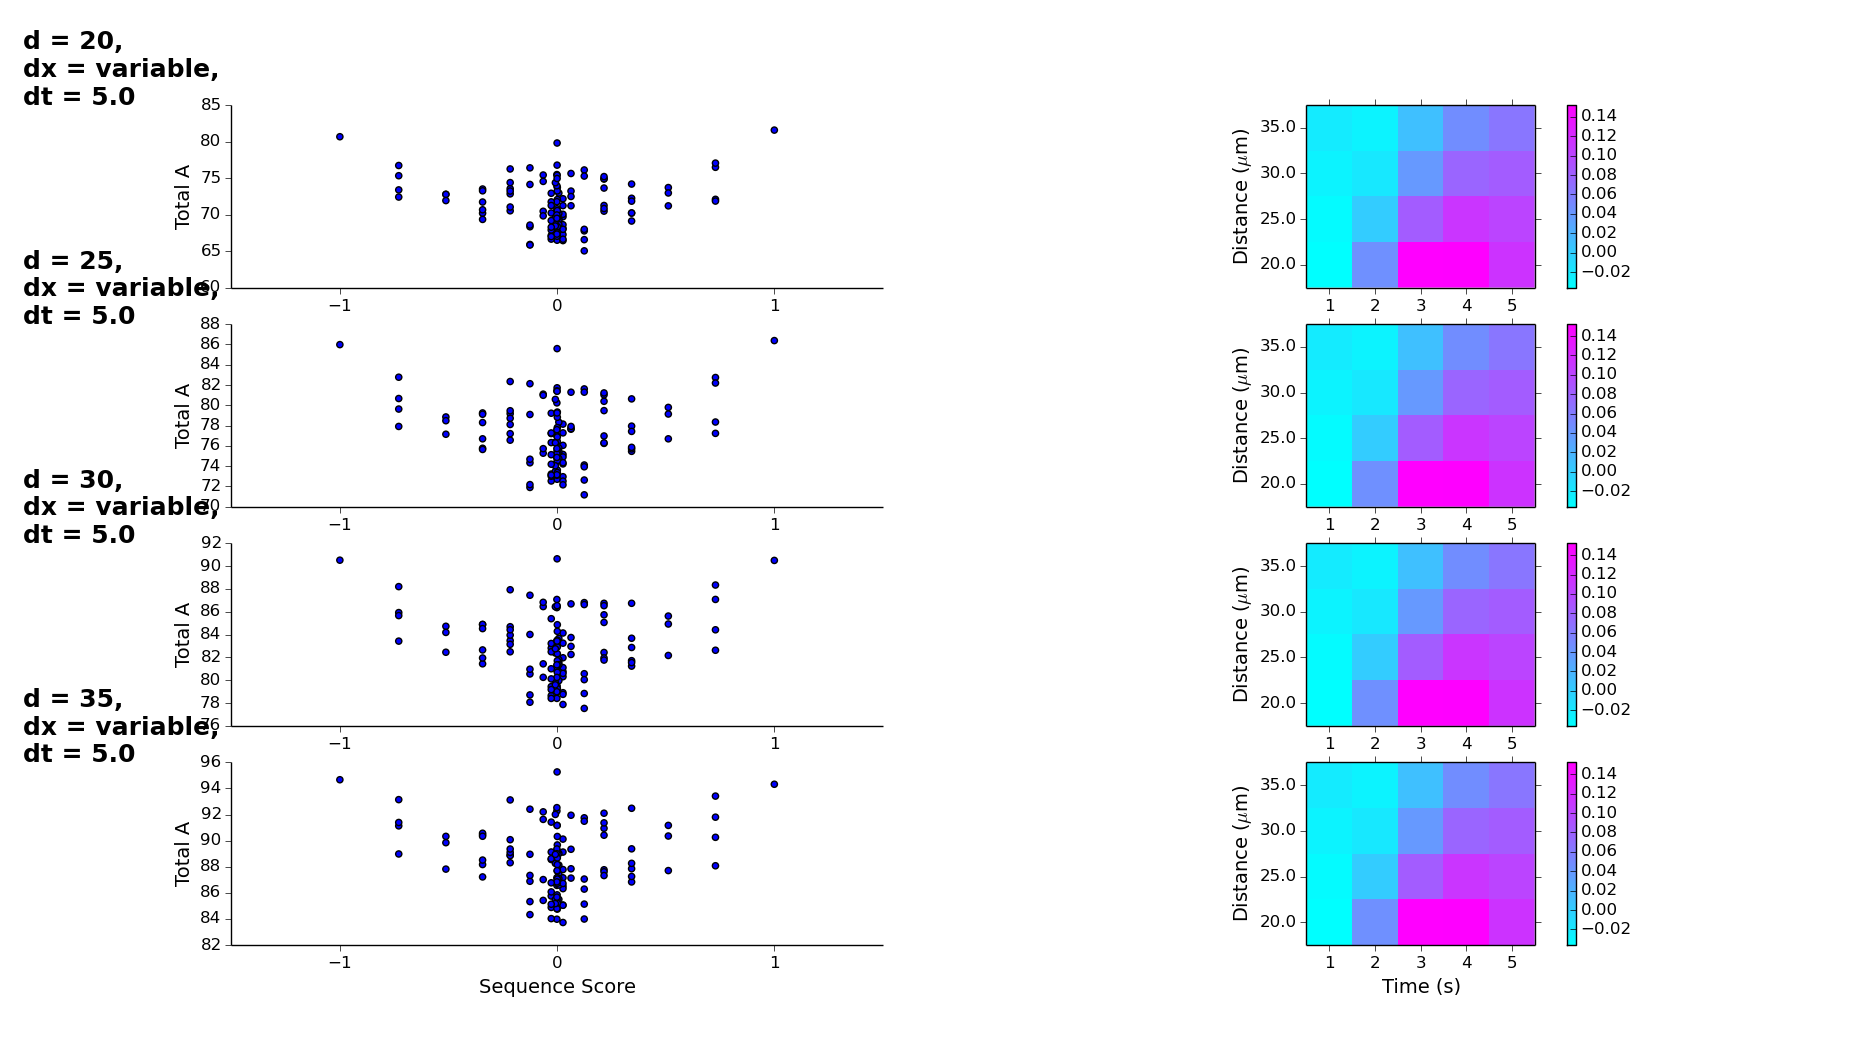 d = 20,
dx = variable,
dt = 5.0
85
80
75
70
65
60
Total A
−1 0 1
35.0
30.0
25.0
20.0
Distance (μm)
1 2 3 4 5
0.14
0.12
0.10
0.08
0.06
0.04
0.02
0.00
−0.02
d = 25,
dx = variable,
dt = 5.0
88
86
84
82
80
78
76
74
72
70
Total A
−1 0 1
35.0
30.0
25.0
20.0
Distance (μm)
1 2 3 4 5
0.14
0.12
0.10
0.08
0.06
0.04
0.02
0.00
−0.02
d = 30,
dx = variable,
dt = 5.0
92
90
88
86
84
82
80
78
76
Total A
−1 0 1
35.0
30.0
25.0
20.0
Distance (μm)
1 2 3 4 5
0.14
0.12
0.10
0.08
0.06
0.04
0.02
0.00
−0.02
d = 35,
dx = variable,
dt = 5.0
96
94
92
90
88
86
84
82
Total A
−1 0 1
Sequence Score
35.0
30.0
25.0
20.0
Distance (μm)
1 2 3 4 5
Time (s)
0.14
0.12
0.10
0.08
0.06
0.04
0.02
0.00
−0.02